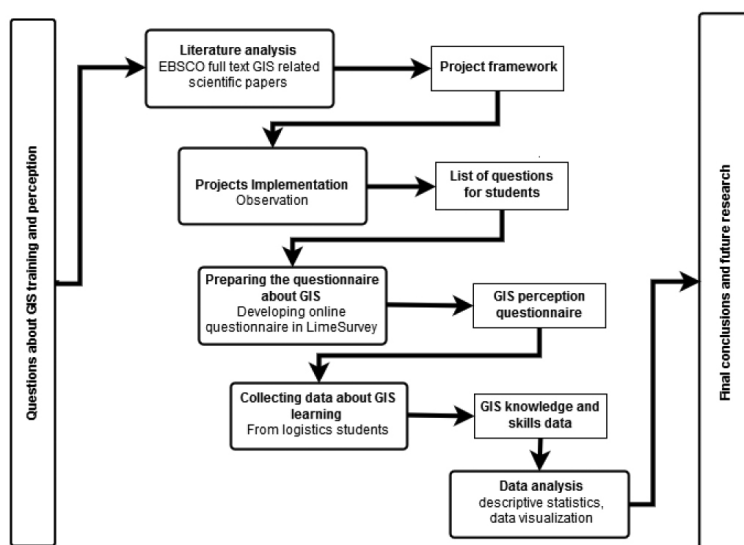 Questions about GIS training and perception
Literature analysis
EBSCO full text GIS related
scientific papers
Project framework
Projects Implementation
Observation
List of questions
for students
Preparing the questionnaire
about GIS
Developing online
questionnaire in LimeSurvey
GIS perception
questionnaire
Collecting data about GIS
learning
From logistics students
GIS knowledge and
skills data
Data analysis
descriptive statistics,
data visualization
Final conclusions and future research